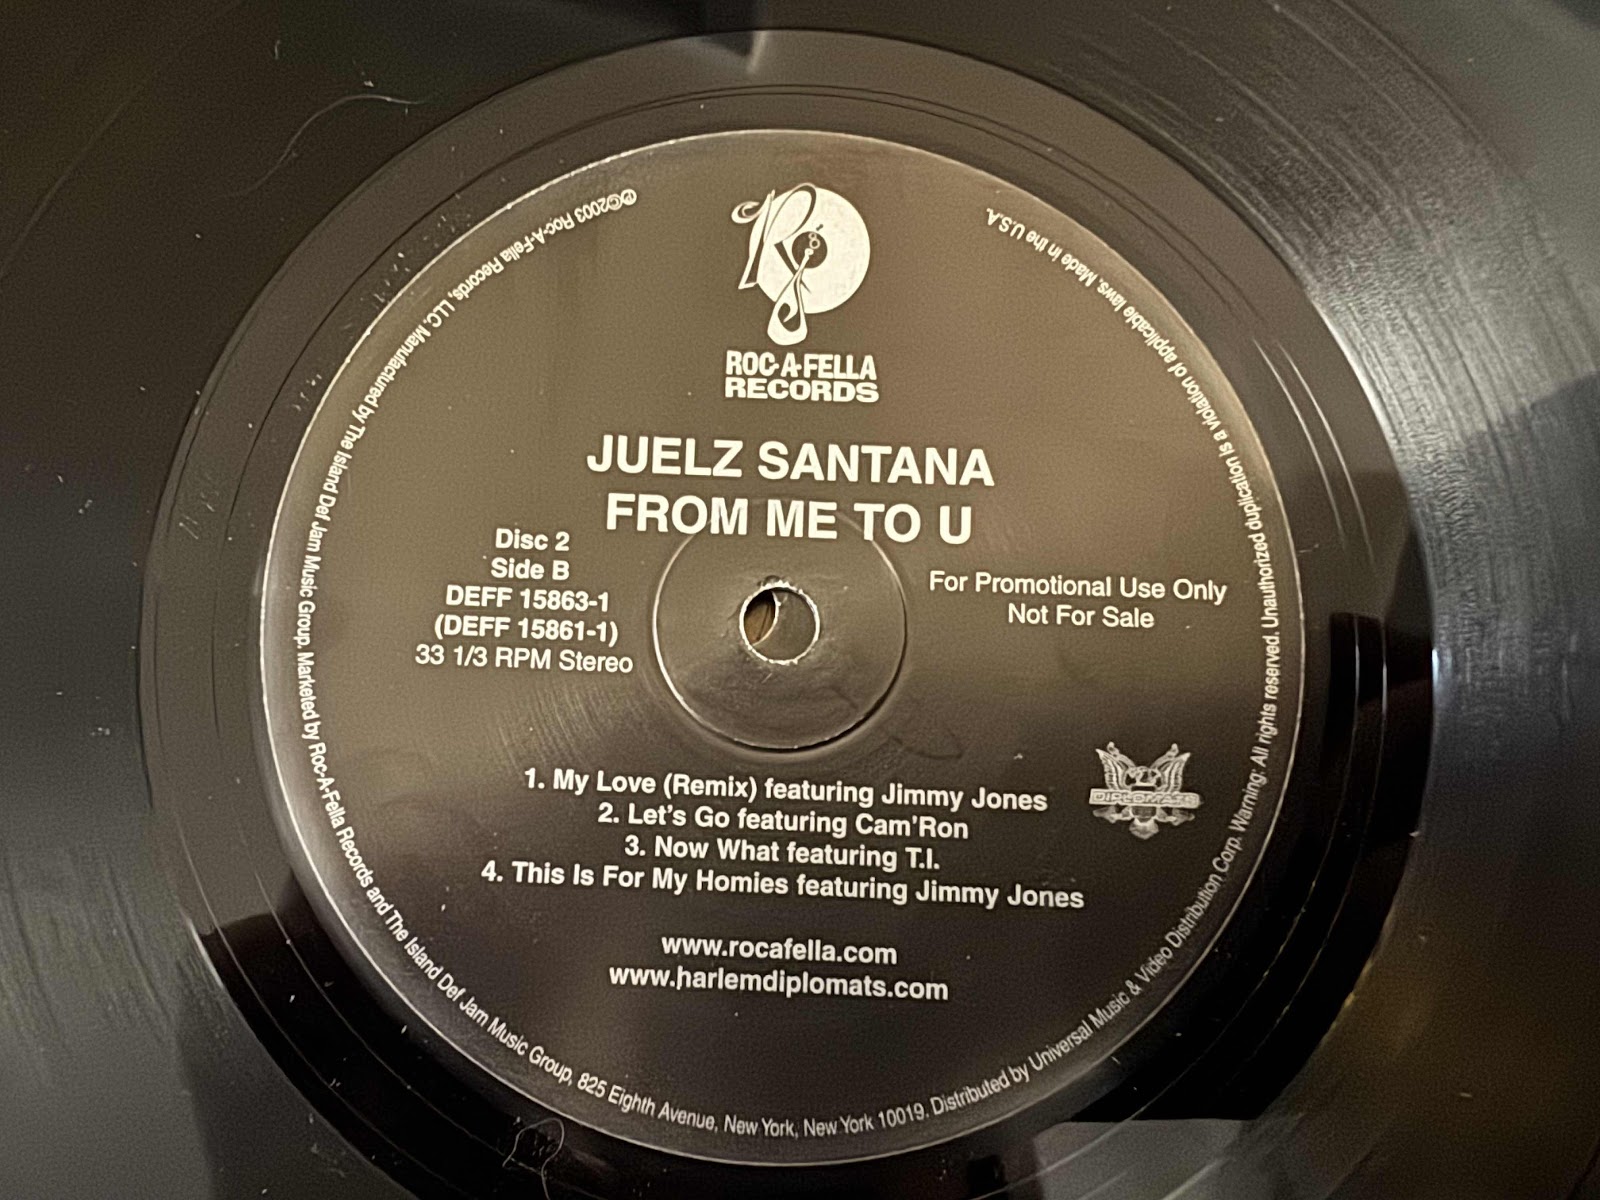 ROC-A-FELLA
RECORDS
JUELZ SANTANA
FROM ME TO U
Disc 2
Side B
DEFF 15863-1
(DEFF 15861-1)
33 1/3 RPM Stereo
For Promotional Use Only
Not For Sale
1. My Love (Remix) featuring Jimmy Jones
2. Let's Go featuring Cam'Ron
3. Now What featuring T.I.
4. This Is For My Homies featuring Jimmy Jones
DIPLOMATS
www.rocafella.com
www.harlemdiplomats.com
℗©2003 Roc-A-Fella Records, LLC. Manufactured by The Island Def Jam Music Group. Marketed by Roc-A-Fella Records and The Island Def Jam Music Group, 825 Eighth Avenue, New York, New York 10019. Distributed by Universal Music & Video Distribution Corp. Warning: All rights reserved. Unauthorized duplication is a violation of applicable laws. Made in the U.S.A.